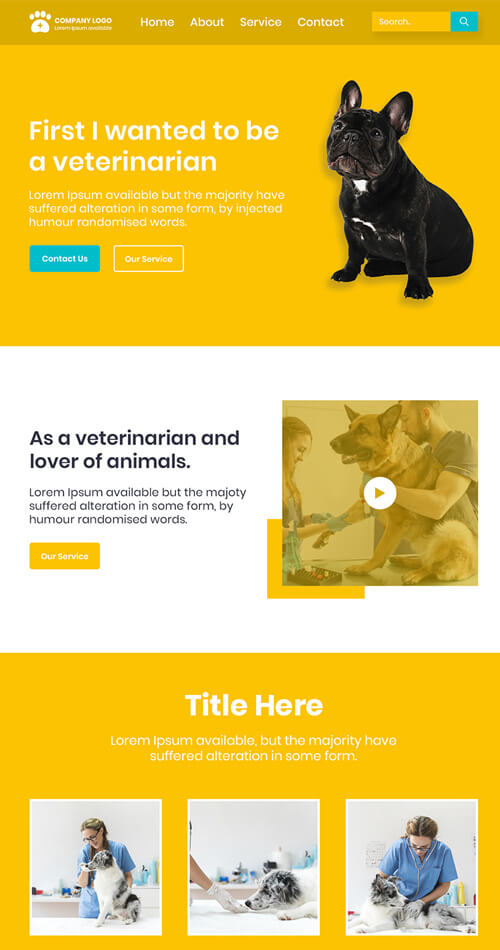 COMPANY LOGO
Lorem Ipsum available
Home About Service Contact
Search..
First I wanted to be
a veterinarian
Lorem Ipsum available but the majority have
suffered alteration in some form, by injected
humour randomised words.
Contact Us
Our Service
As a veterinarian and
lover of animals.
Lorem Ipsum available but the majoty
suffered alteration in some form, by
humour randomised words.
Our Service
Title Here
Lorem Ipsum available, but the majority have
suffered alteration in some form.